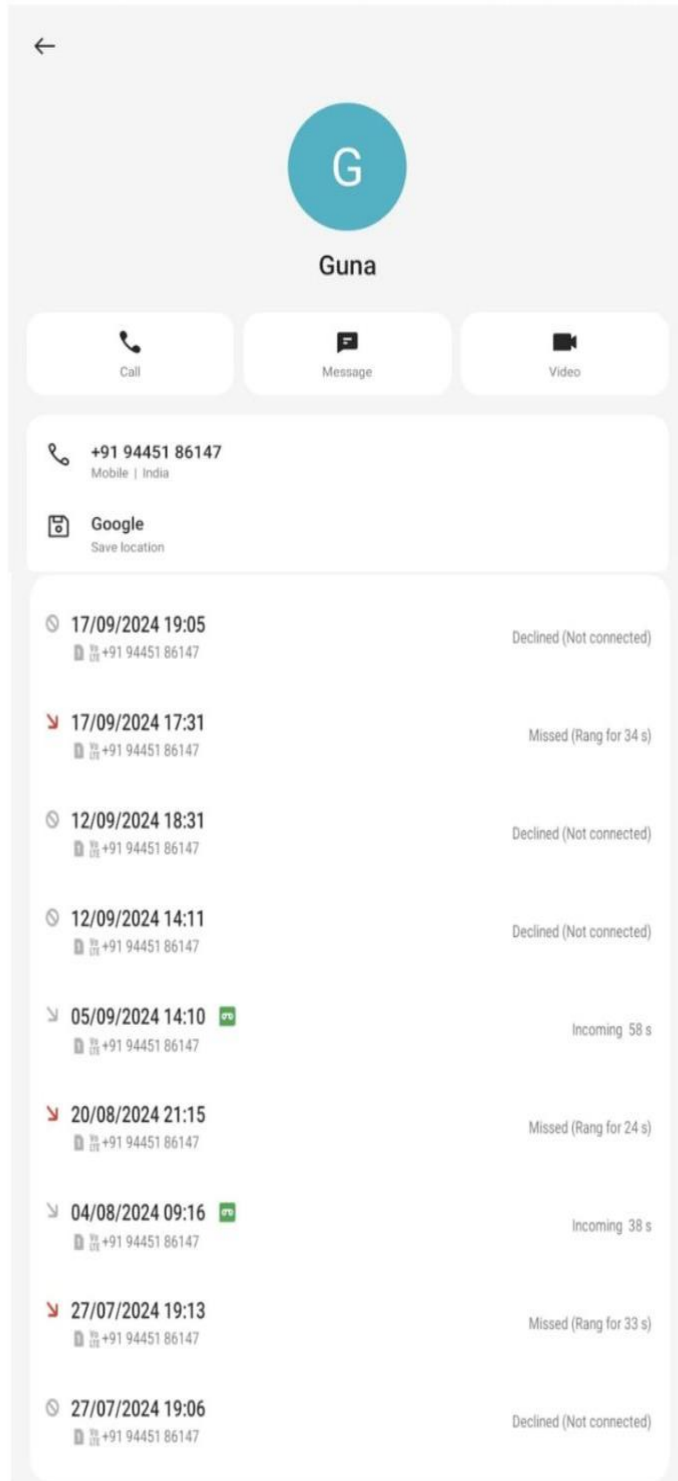 G
Guna
Call
Message
Video
+91 94451 86147
Mobile | India
Google
Save location
17/09/2024 19:05
Declined (Not connected)
+91 94451 86147
17/09/2024 17:31
Missed (Rang for 34 s)
+91 94451 86147
12/09/2024 18:31
Declined (Not connected)
+91 94451 86147
12/09/2024 14:11
Declined (Not connected)
+91 94451 86147
05/09/2024 14:10
Incoming 58 s
+91 94451 86147
20/08/2024 21:15
Missed (Rang for 24 s)
+91 94451 86147
04/08/2024 09:16
Incoming 38 s
+91 94451 86147
27/07/2024 19:13
Missed (Rang for 33 s)
+91 94451 86147
27/07/2024 19:06
Declined (Not connected)
+91 94451 86147